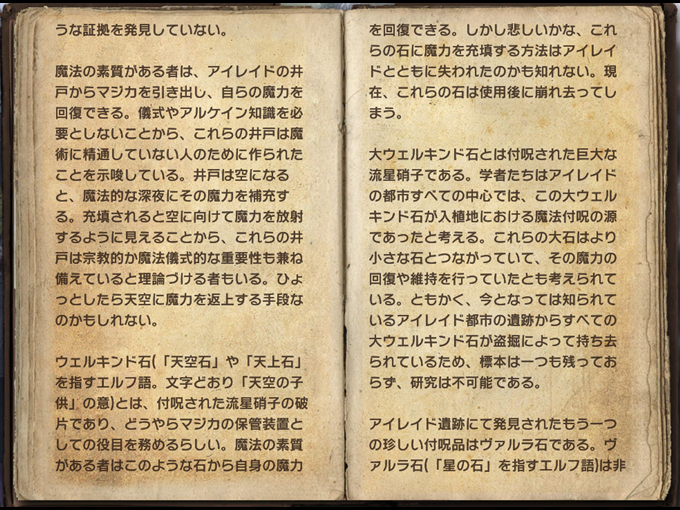 うな証拠を発見していない。
魔法の素質がある者は、アイレイドの井
戸からマジカを引き出し、自らの魔力を
回復できる。儀式やアルケイン知識を必
要としないことから、これらの井戸は魔
術に精通していない人のために作られた
ことを示唆している。井戸は空になる
と、魔法的な深夜にその魔力を補充す
る。充填されると空に向けて魔力を放射
するように見えることから、これらの井
戸は宗教的か魔法儀式的な重要性も兼ね
備えていると理論づける者もいる。ひょ
っとしたら天空に魔力を返上する手段な
のかもしれない。
ウェルキンド石(「天空石」や「天上石」
を指すエルフ語。文字どおり「天空の子
供」の意)とは、付呪された流星硝子の破
片であり、どうやらマジカの保管装置と
しての役目を務めるらしい。魔法の素質
がある者はこのような石から自身の魔力
を回復できる。しかし悲しいかな、これ
らの石に魔力を充填する方法はアイレイ
ドとともに失われたのかも知れない。現
在、これらの石は使用後に崩れ去ってし
まう。
大ウェルキンド石とは付呪された巨大な
流星硝子である。学者たちはアイレイド
の都市すべての中心では、この大ウェル
キンド石が入植地における魔法付呪の源
であったと考える。これらの大石はより
小さな石とつながっていて、その魔力の
回復や維持を行っていたとも考えられて
いる。ともかく、今となっては知られて
いるアイレイド都市の遺跡からすべての
大ウェルキンド石が盗掘によって持ち去
られているため、標本は一つも残ってお
らず、研究は不可能である。
アイレイド遺跡にて発見されたもう一つ
の珍しい付呪品はヴァルラ石である。ヴ
ァルラ石(「星の石」を指すエルフ語)は非